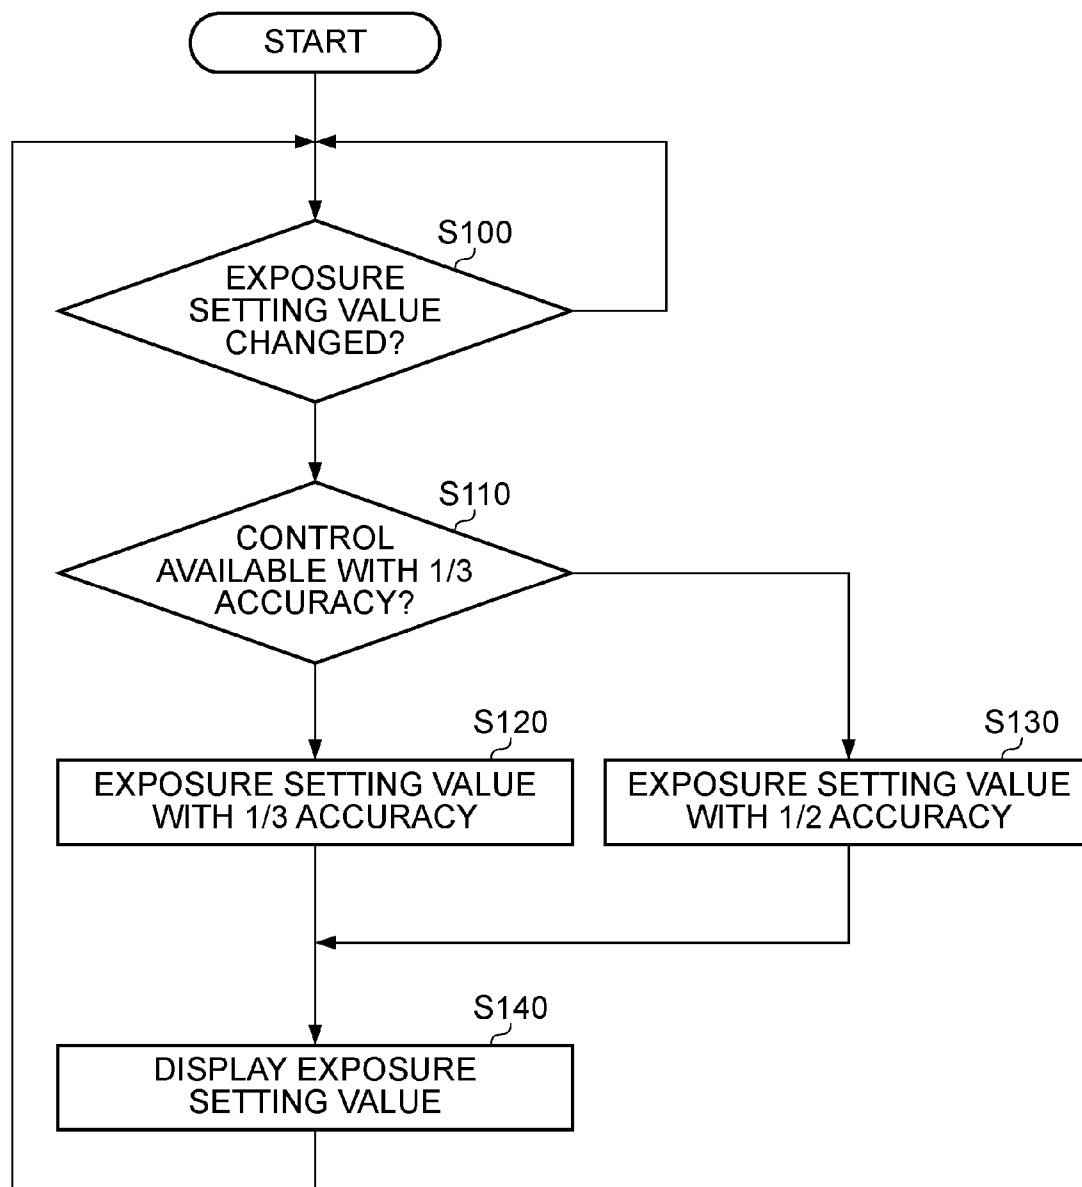 START
S100
EXPOSURE
SETTING VALUE
CHANGED?
S110
CONTROL
AVAILABLE WITH 1/3
ACCURACY?
S120
EXPOSURE SETTING VALUE
WITH 1/3 ACCURACY
S130
EXPOSURE SETTING VALUE
WITH 1/2 ACCURACY
S140
DISPLAY EXPOSURE
SETTING VALUE